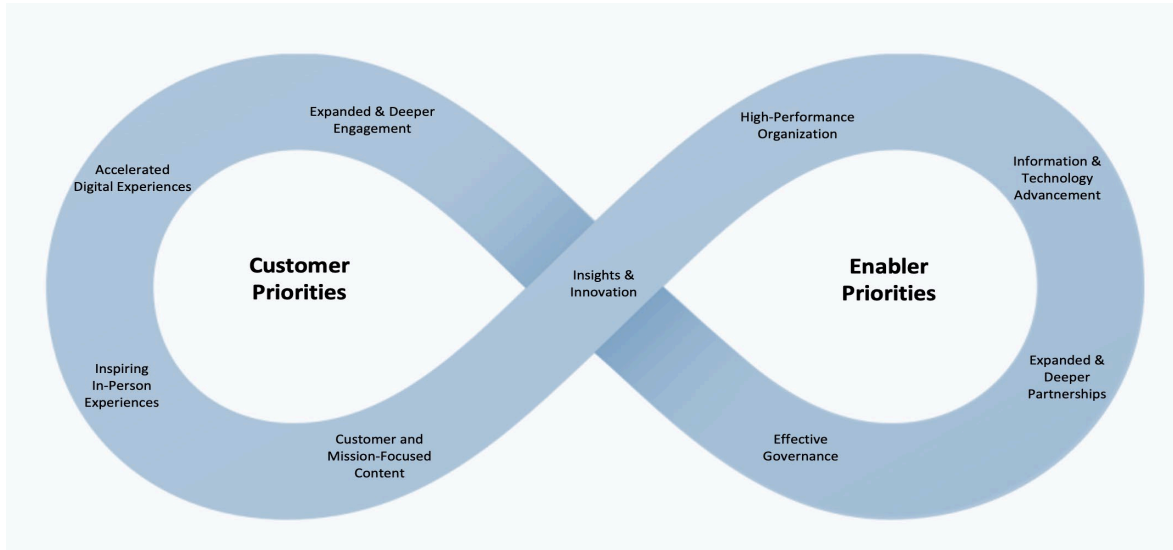 Expanded & Deeper
Engagement
Accelerated
Digital Experiences
Customer
Priorities
Inspiring
In-Person
Experiences
Customer and
Mission-Focused
Content
Insights &
Innovation
High-Performance
Organization
Information &
Technology
Advancement
Enabler
Priorities
Expanded &
Deeper
Partnerships
Effective
Governance